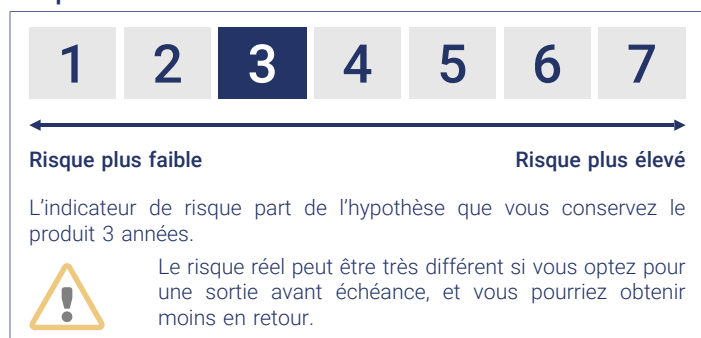 1 2 3 4 5 6 7
Risque plus faible Risque plus élevé
L'indicateur de risque part de l'hypothèse que vous conservez le
produit 3 années.
Le risque réel peut être très différent si vous optez pour
une sortie avant échéance, et vous pourriez obtenir
moins en retour.